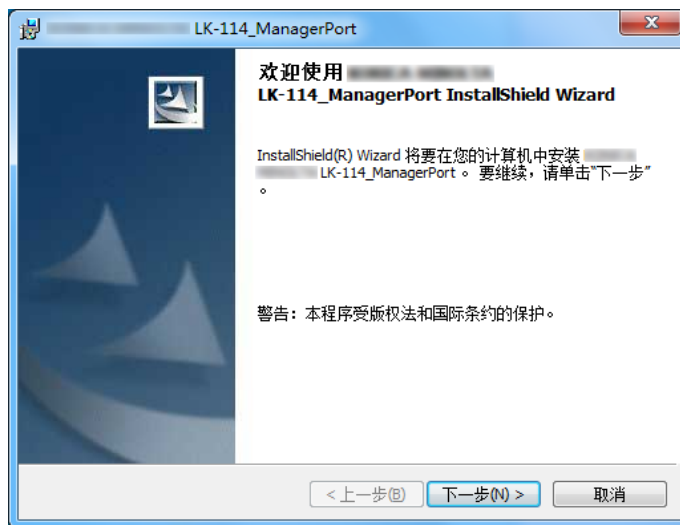 LK-114_ManagerPort
欢迎使用
LK-114_ManagerPort InstallShield Wizard
InstallShield(R) Wizard 将要在您的计算机中安装
LK-114_ManagerPort。 要继续，请单击“下一步”
。
警告：本程序受版权法和国际条约的保护。
<上一步(B) 下一步(N) > 取消